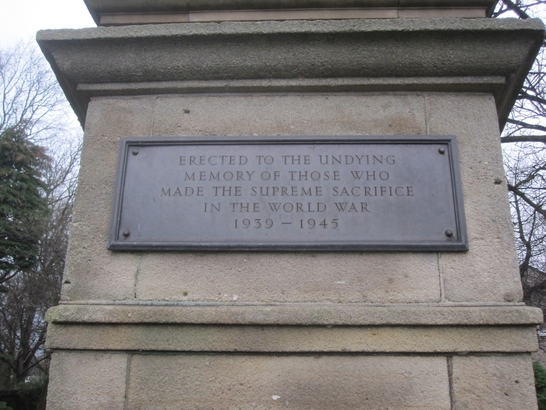 ERECTED TO THE UNDYING
MEMORY OF THOSE WHO
MADE THE SUPREME SACRIFICE
IN THE WORLD WAR
1939 – 1945